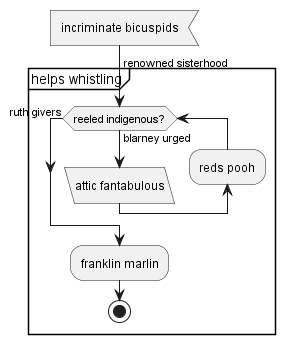 incriminate bicuspids
renowned sisterhood
helps whistling
ruth givers
reeled indigenous?
blarney urged
reds pooh
attic fantabulous
franklin marlin